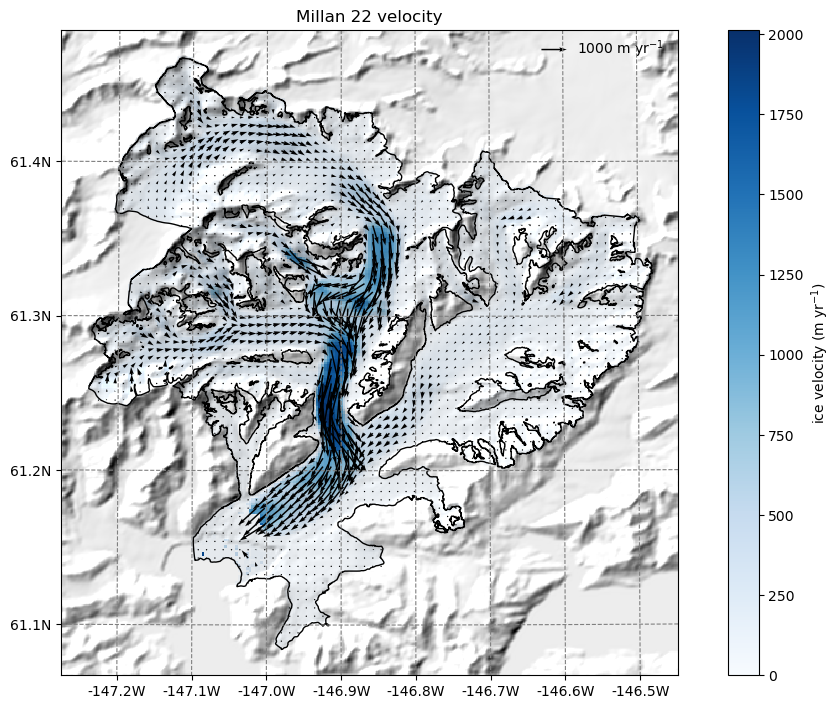 Millan 22 velocity
1000 m yr⁻¹
61.4N
61.3N
61.2N
61.1N
-147.2W -147.1W -147.0W -146.9W -146.8W -146.7W -146.6W -146.5W
2000
1750
1500
1250
1000
750
500
250
0
ice velocity (m yr⁻¹)